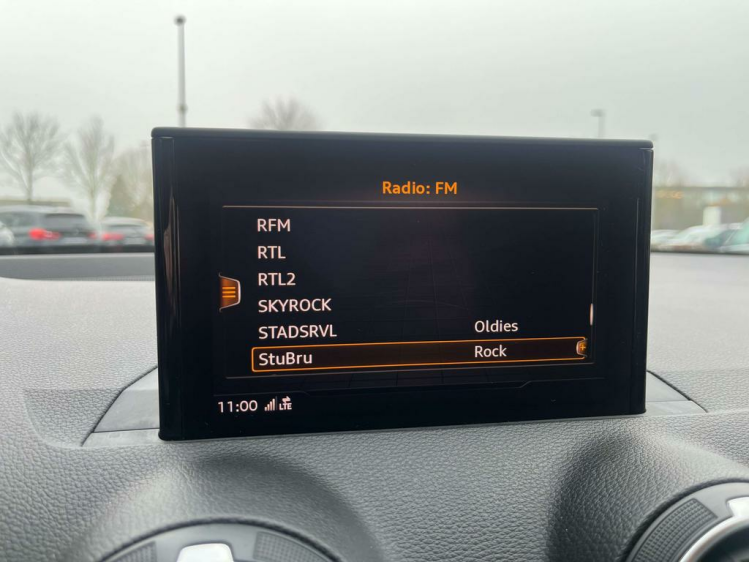 Radio: FM
RFM
RTL
RTL2
SKYROCK
STADSRVL Oldies
StuBru Rock
11:00 LTE